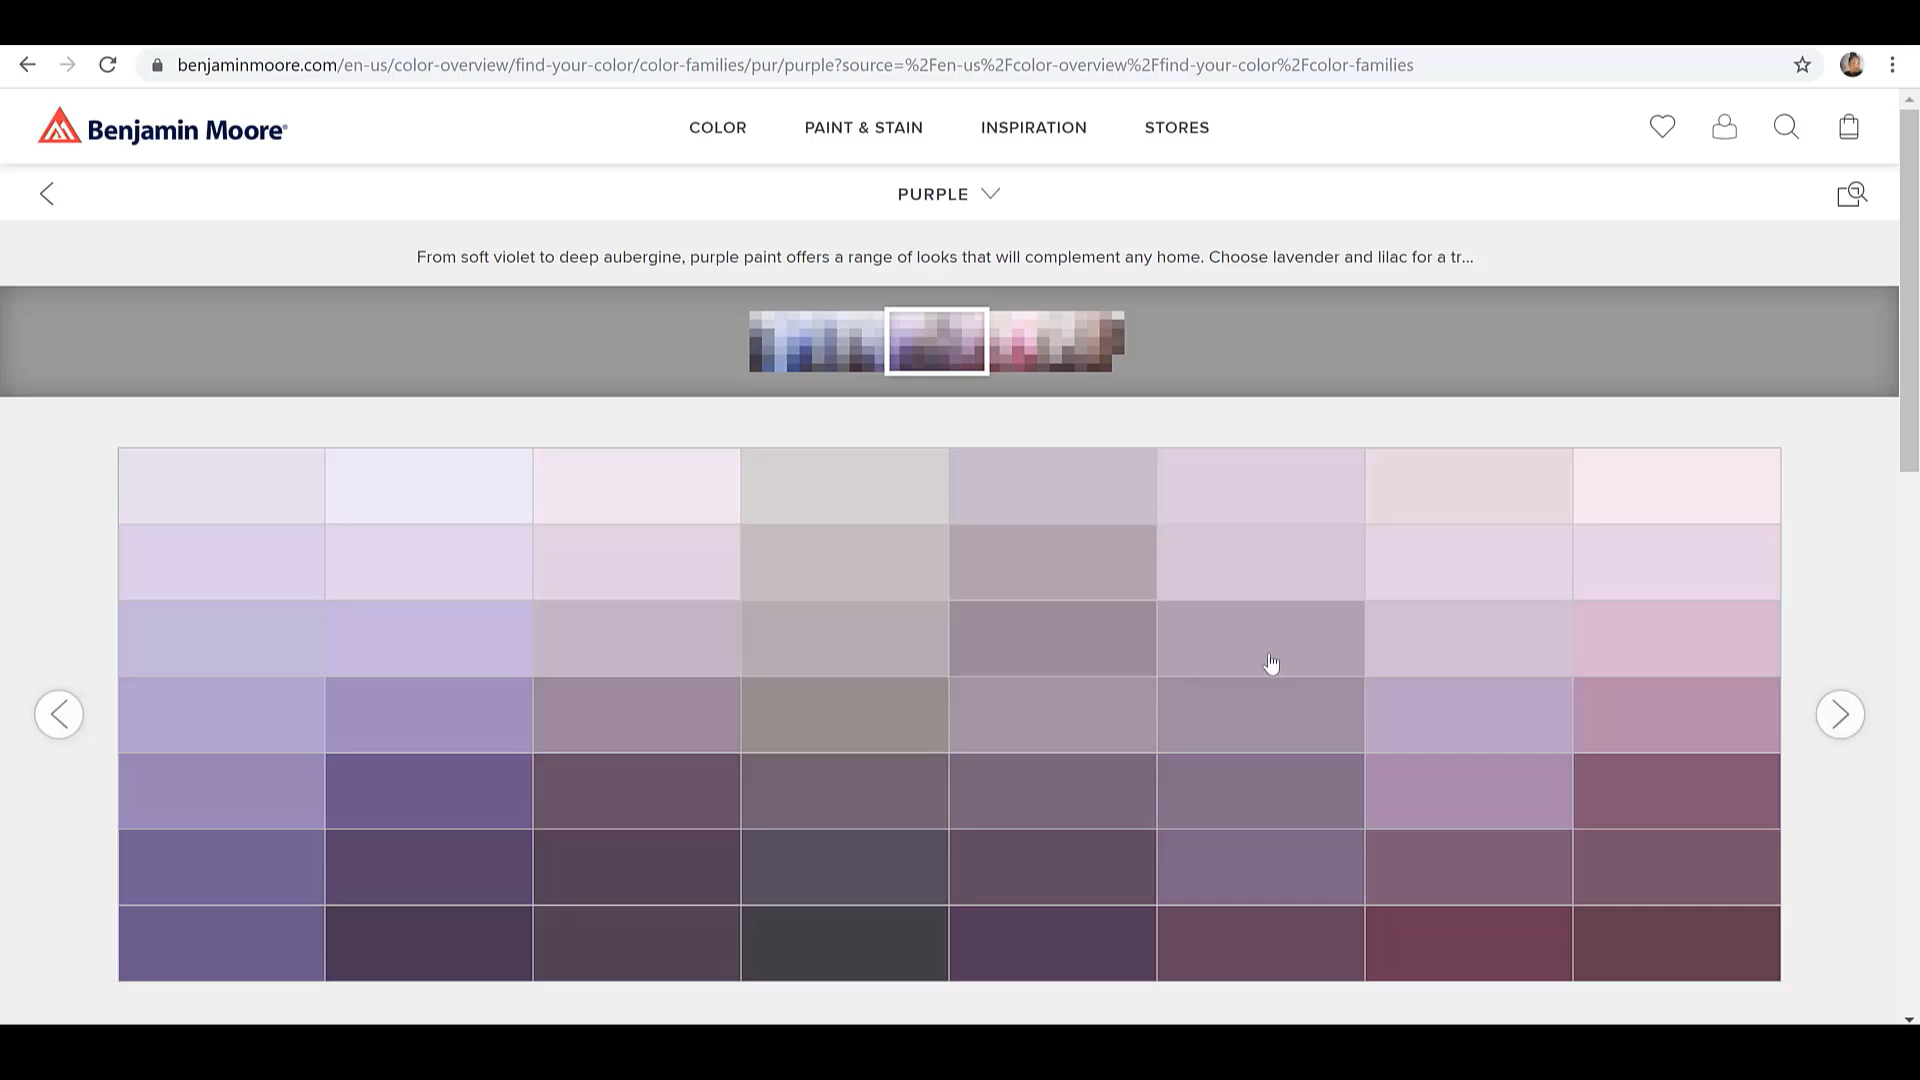 benjaminmoore.com/en-us/color-overview/find-your-color/color-families/pur/purple?source=%2Fen-us%2Fcolor-overview%2Ffind-your-color%2Fcolor-families
Benjamin Moore®
COLOR PAINT & STAIN INSPIRATION STORES
PURPLE
From soft violet to deep aubergine, purple paint offers a range of looks that will complement any home. Choose lavender and lilac for a tr...